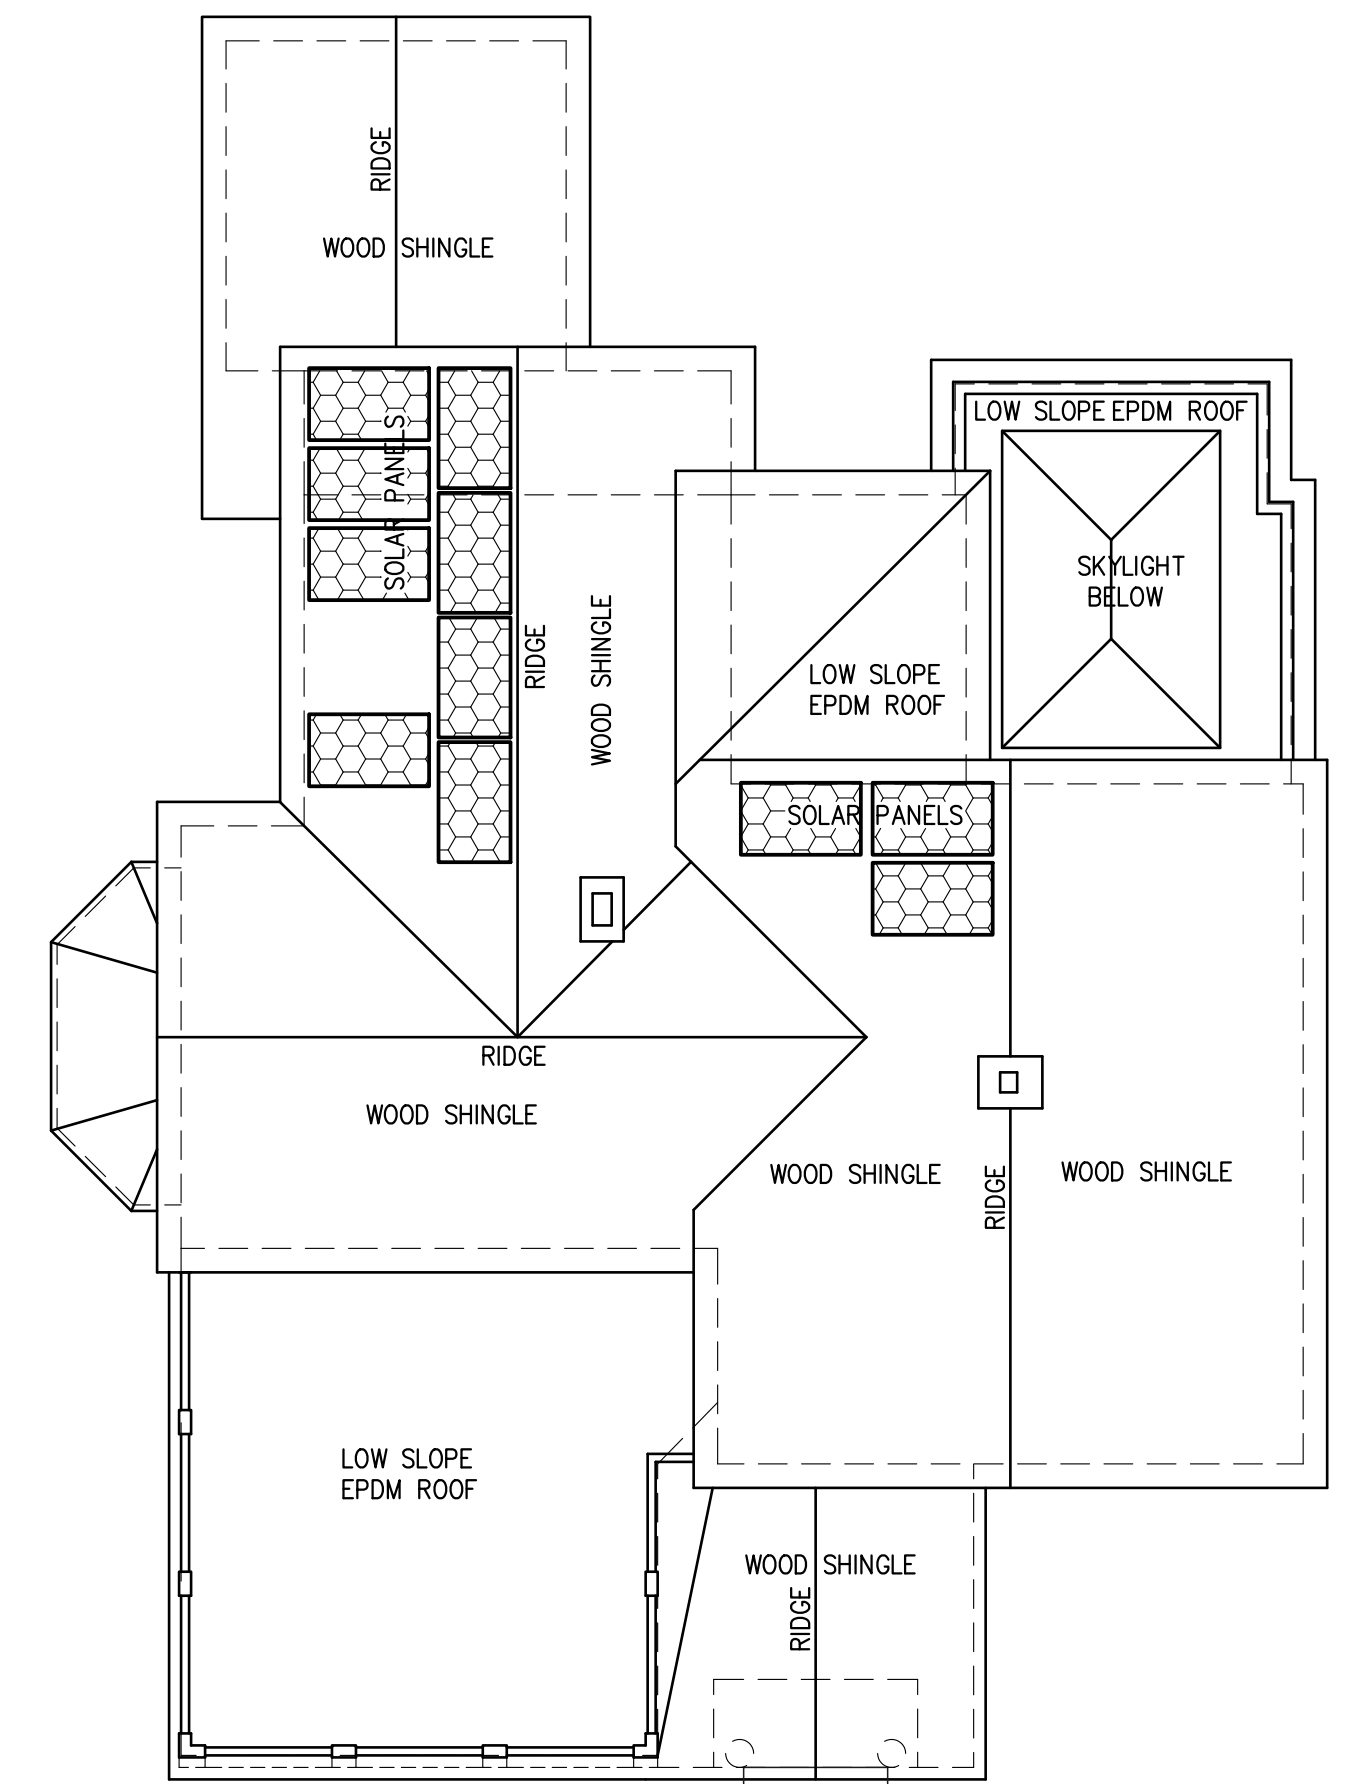 RIDGE
WOOD SHINGLE
SOLAR PANELS
LOW SLOPE EPDM ROOF
SKYLIGHT
BELOW
RIDGE
WOOD SHINGLE
LOW SLOPE
EPDM ROOF
SOLAR PANELS
RIDGE
WOOD SHINGLE
WOOD SHINGLE
RIDGE
WOOD SHINGLE
LOW SLOPE
EPDM ROOF
WOOD SHINGLE
RIDGE